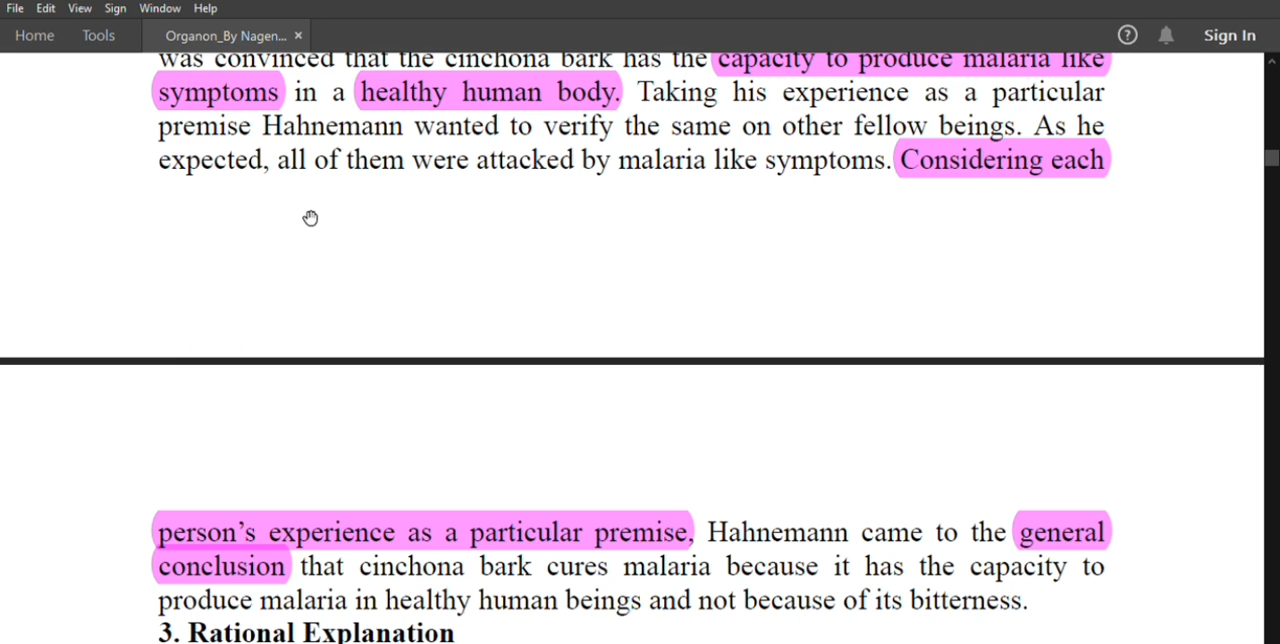 File Edit View Sign Window Help
Home Tools Organon_By Nagen... × ? Sign In
was convinced that the cinchona bark has the capacity to produce malaria like
symptoms in a healthy human body. Taking his experience as a particular
premise Hahnemann wanted to verify the same on other fellow beings. As he
expected, all of them were attacked by malaria like symptoms. Considering each
person’s experience as a particular premise, Hahnemann came to the general
conclusion that cinchona bark cures malaria because it has the capacity to
produce malaria in healthy human beings and not because of its bitterness.
3. Rational Explanation